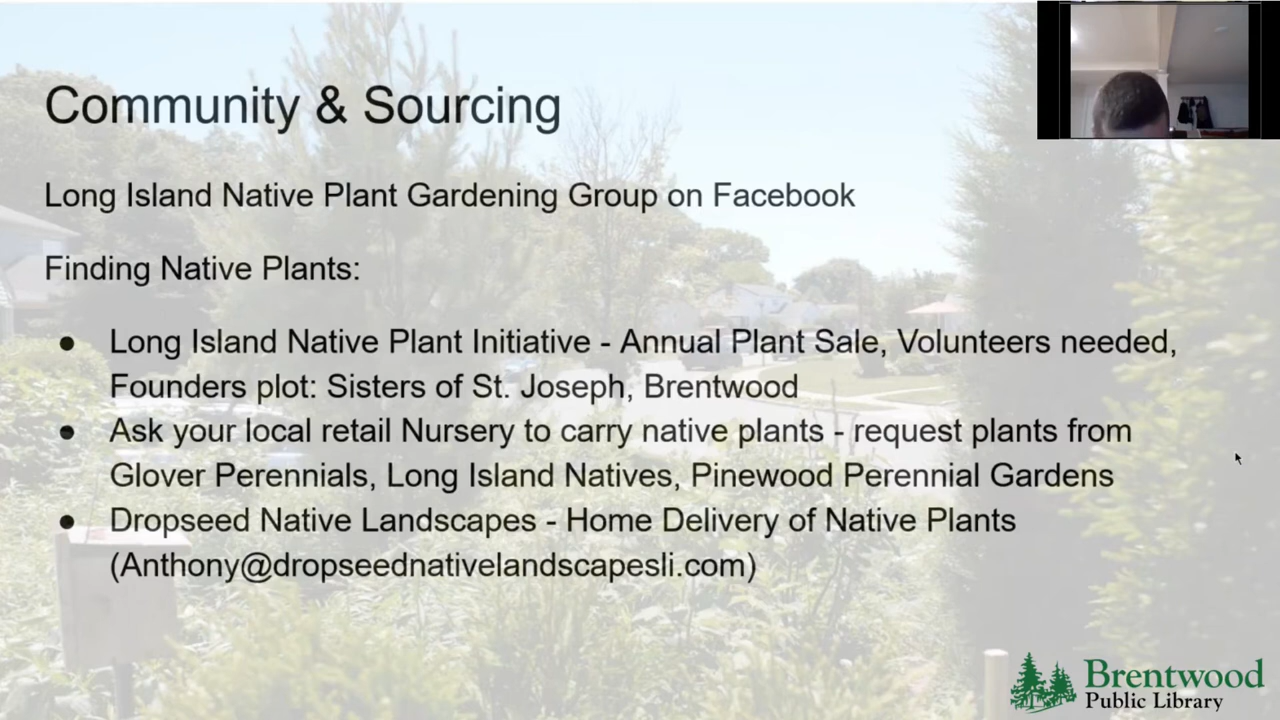 Community & Sourcing
Long Island Native Plant Gardening Group on Facebook
Finding Native Plants:
● Long Island Native Plant Initiative - Annual Plant Sale, Volunteers needed,
Founders plot: Sisters of St. Joseph, Brentwood
● Ask your local retail Nursery to carry native plants - request plants from
Glover Perennials, Long Island Natives, Pinewood Perennial Gardens
● Dropseed Native Landscapes - Home Delivery of Native Plants
(Anthony@dropseednativelandscapesli.com)
Brentwood
Public Library